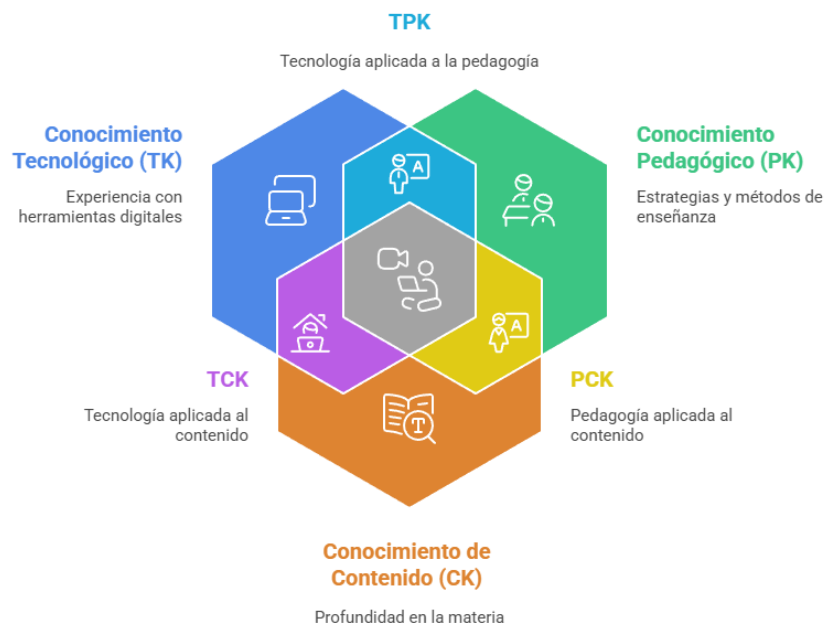 TPK
Tecnología aplicada a la pedagogía
Conocimiento
Tecnológico (TK)
Experiencia con
herramientas digitales
Conocimiento
Pedagógico (PK)
Estrategias y métodos de
enseñanza
A
A
TCK
Tecnología aplicada al
contenido
PCK
Pedagogía aplicada al
contenido
T
Conocimiento de
Contenido (CK)
Profundidad en la materia